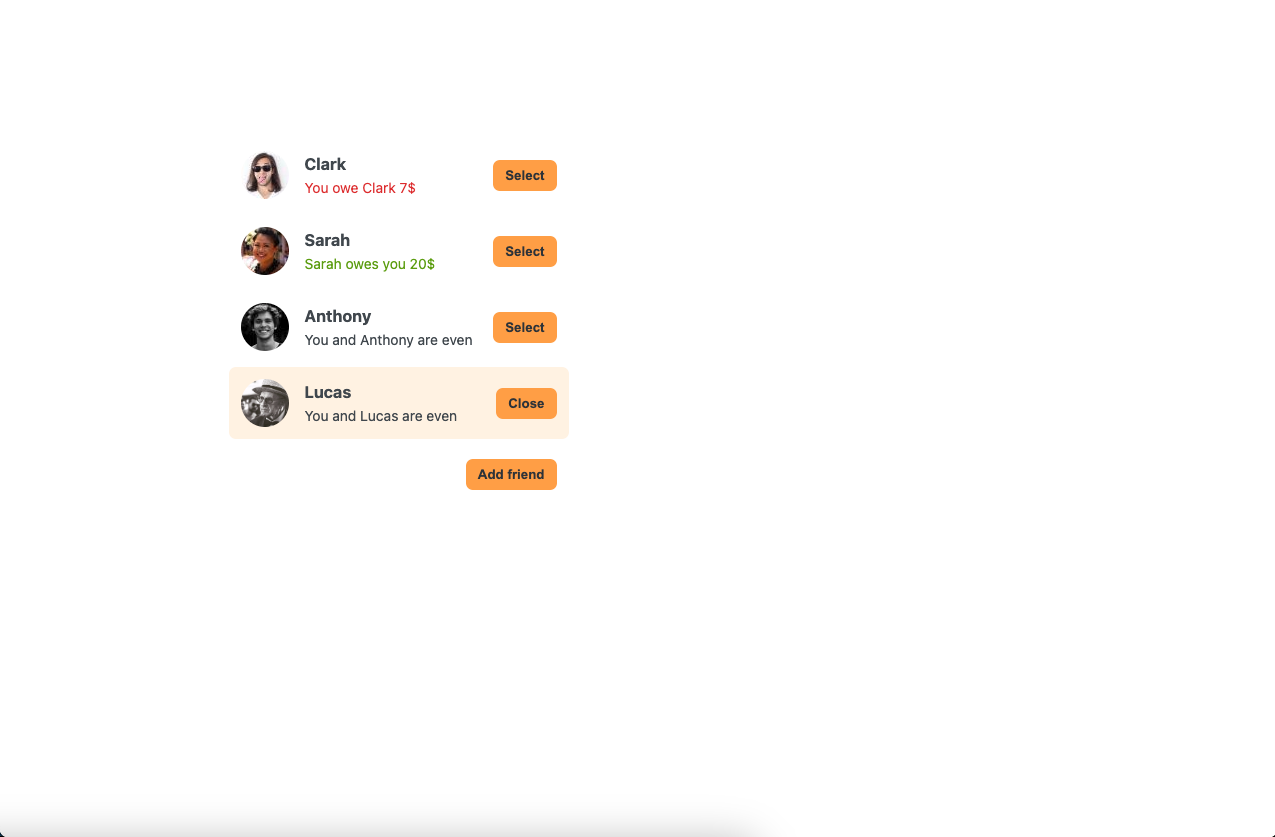 Clark
You owe Clark 7$
Select
Sarah
Sarah owes you 20$
Select
Anthony
You and Anthony are even
Select
Lucas
You and Lucas are even
Close
Add friend